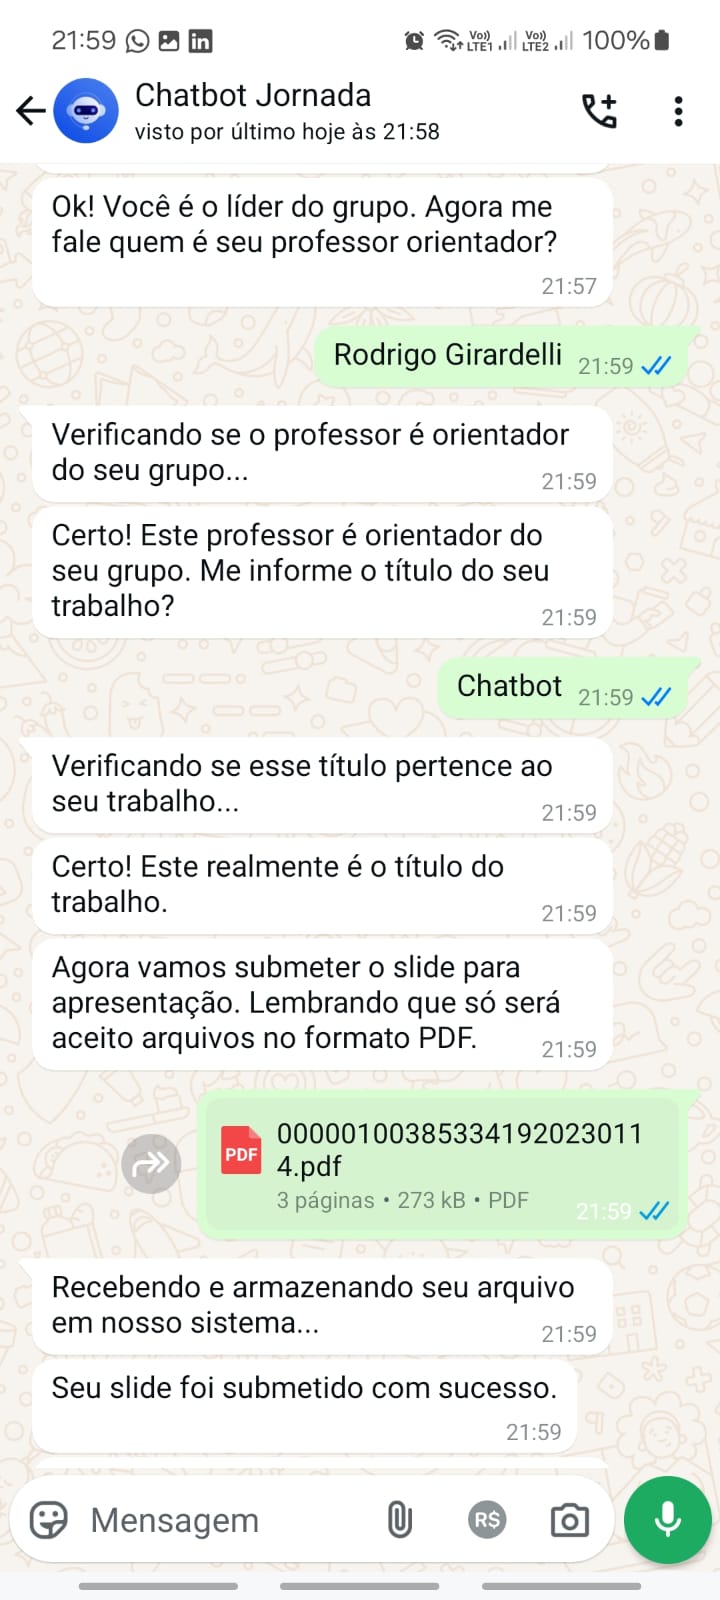 21:59 Vo)) LTE1 Vo)) LTE2 100%
Chatbot Jornada
visto por último hoje às 21:58
Ok! Você é o líder do grupo. Agora me
fale quem é seu professor orientador?
21:57
Rodrigo Girardelli 21:59
Verificando se o professor é orientador
do seu grupo...
21:59
Certo! Este professor é orientador do
seu grupo. Me informe o título do seu
trabalho?
21:59
Chatbot 21:59
Verificando se esse título pertence ao
seu trabalho...
21:59
Certo! Este realmente é o título do
trabalho.
21:59
Agora vamos submeter o slide para
apresentação. Lembrando que só será
aceito arquivos no formato PDF.
21:59
PDF
00000100385334192023011
4.pdf
3 páginas • 273 kB • PDF
21:59
Recebendo e armazenando seu arquivo
em nosso sistema...
21:59
Seu slide foi submetido com sucesso.
21:59
Mensagem R$